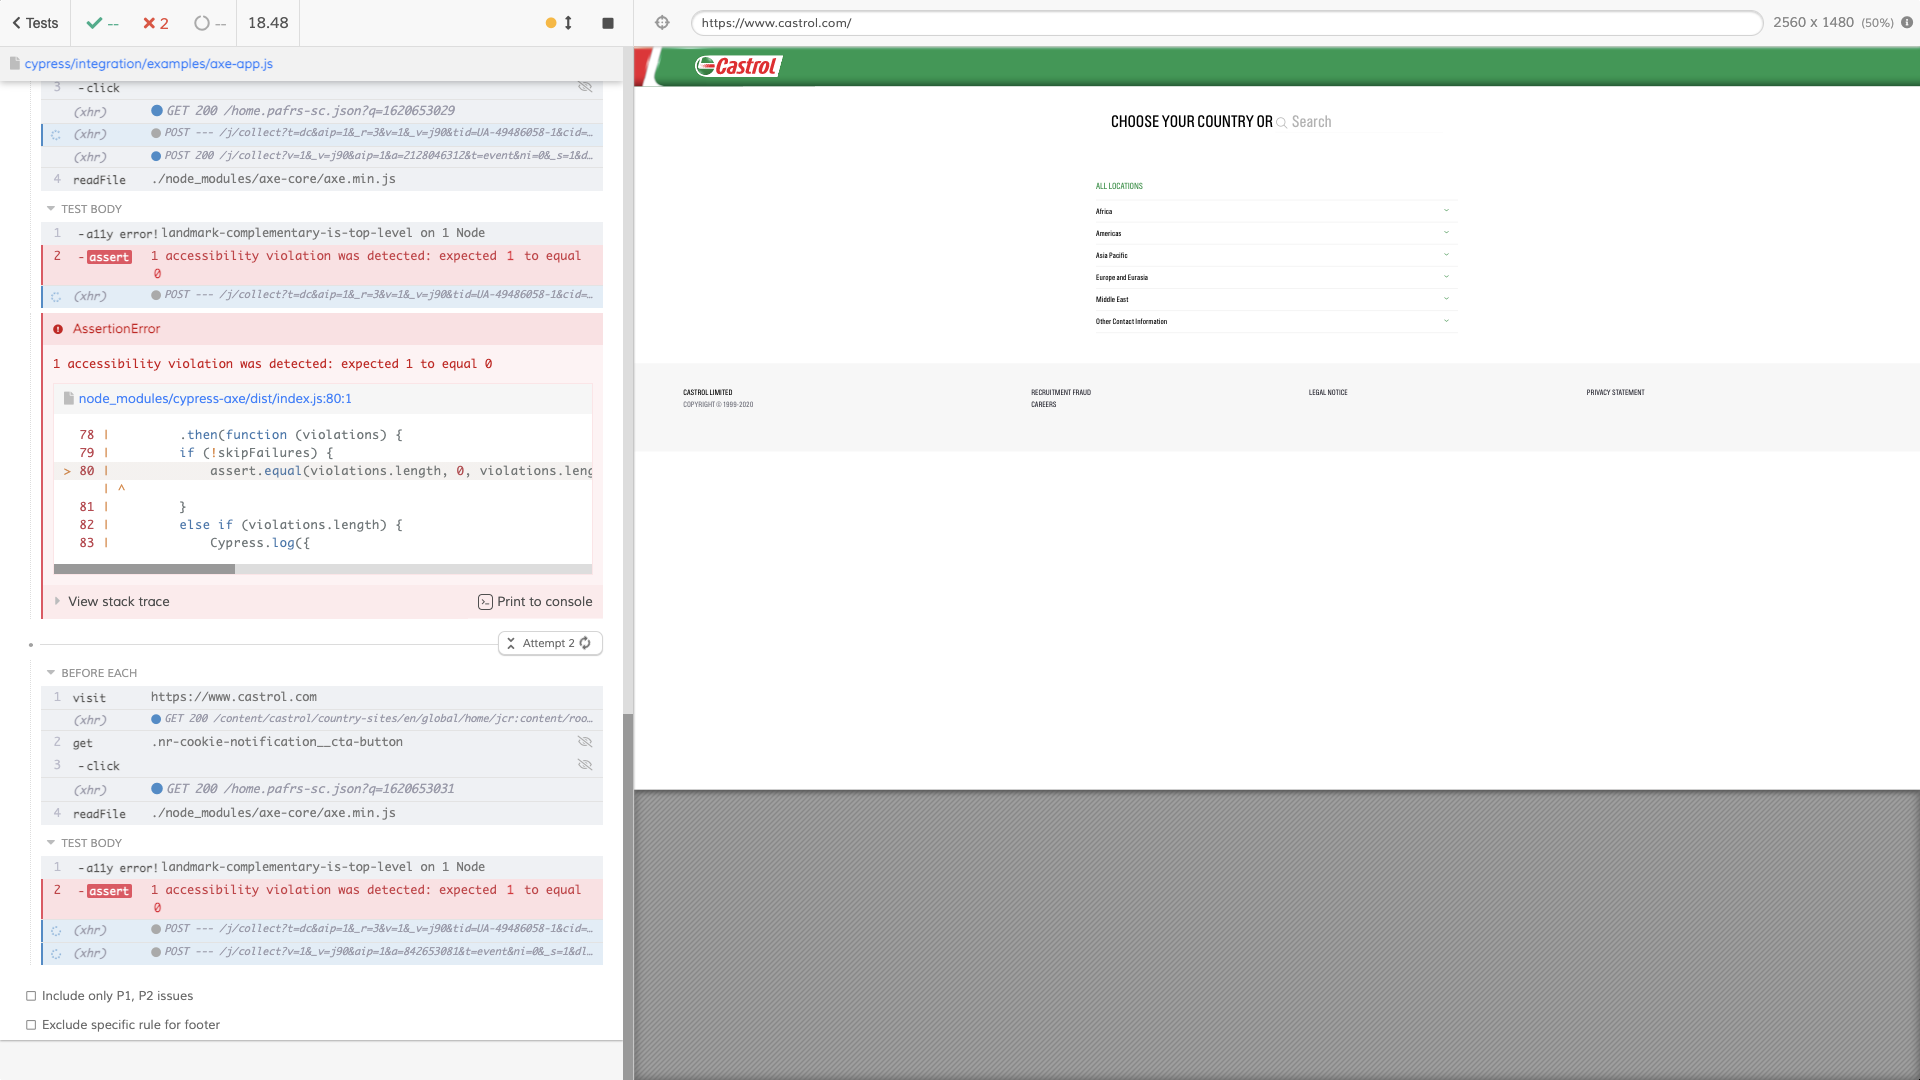 Tests
--
2
--
18.48
cypress/integration/examples/axe-app.js
3 -click
(xhr) GET 200 /home.pafrs-sc.json?q=1620653029
(xhr) POST --- /j/collect?t=dc&aip=1&_r=3&v=1&_v=j90&tid=UA-49486058-1&cid=…
(xhr) POST 200 /j/collect?v=1&_v=j90&aip=1&a=2128046312&t=event&ni=0&_s=1&d…
4 readFile ./node_modules/axe-core/axe.min.js
TEST BODY
1 -a11y error! landmark-complementary-is-top-level on 1 Node
2 -assert 1 accessibility violation was detected: expected 1 to equal
0
(xhr) POST --- /j/collect?t=dc&aip=1&_r=3&v=1&_v=j90&tid=UA-49486058-1&cid=…
AssertionError
1 accessibility violation was detected: expected 1 to equal 0
node_modules/cypress-axe/dist/index.js:80:1
78 | .then(function (violations) {
79 | if (!skipFailures) {
> 80 | assert.equal(violations.length, 0, violations.leng
| ^
81 | }
82 | else if (violations.length) {
83 | Cypress.log({
View stack trace
Print to console
Attempt 2
BEFORE EACH
1 visit https://www.castrol.com
(xhr) GET 200 /content/castrol/country-sites/en/global/home/jcr:content/roo…
2 get .nr-cookie-notification__cta-button
3 -click
(xhr) GET 200 /home.pafrs-sc.json?q=1620653031
4 readFile ./node_modules/axe-core/axe.min.js
TEST BODY
1 -a11y error! landmark-complementary-is-top-level on 1 Node
2 -assert 1 accessibility violation was detected: expected 1 to equal
0
(xhr) POST --- /j/collect?t=dc&aip=1&_r=3&v=1&_v=j90&tid=UA-49486058-1&cid=…
(xhr) POST --- /j/collect?v=1&_v=j90&aip=1&a=842653081&t=event&ni=0&_s=1&dl…
Include only P1, P2 issues
Exclude specific rule for footer
https://www.castrol.com/
2560 x 1480 (50%)
Castrol
CHOOSE YOUR COUNTRY OR Search
ALL LOCATIONS
Africa
Americas
Asia Pacific
Europe and Eurasia
Middle East
Other Contact Information
CASTROL LIMITED
COPYRIGHT © 1999-2020
RECRUITMENT FRAUD
CAREERS
LEGAL NOTICE
PRIVACY STATEMENT